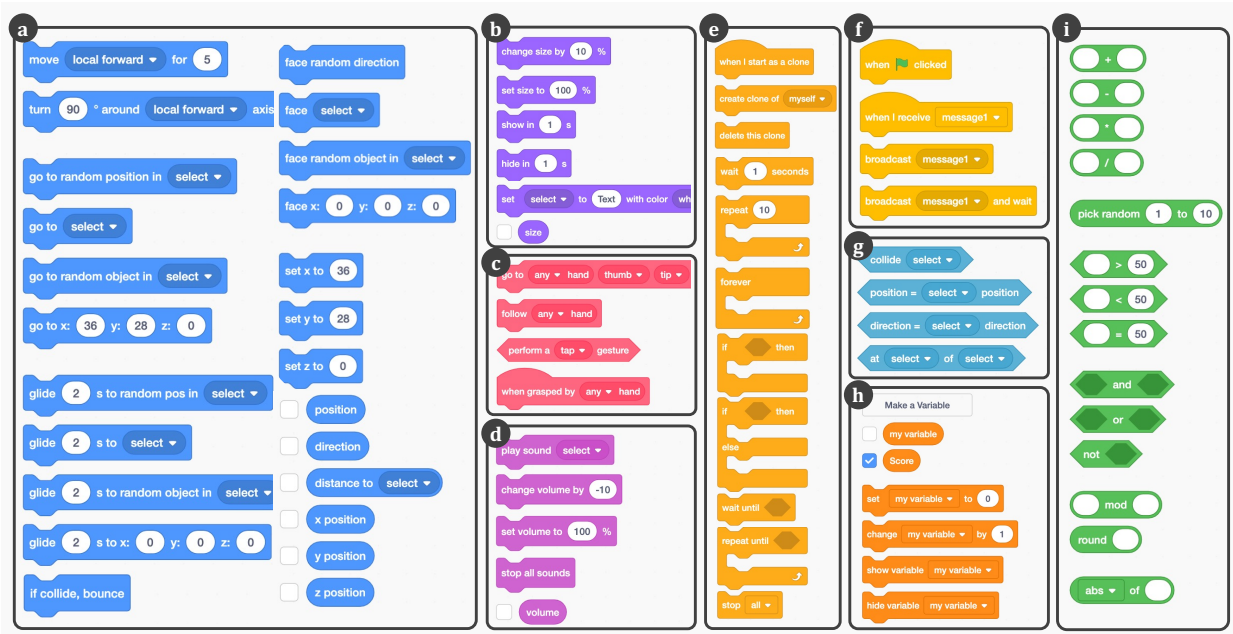 a
move local forward for 5
turn 90 ° around local forward axis
go to random position in select
go to select
go to random object in select
go to x: 36 y: 28 z: 0
glide 2 s to random pos in select
glide 2 s to select
glide 2 s to random object in select
glide 2 s to x: 0 y: 0 z: 0
if collide, bounce
face random direction
face select
face random object in select
face x: 0 y: 0 z: 0
set x to 36
set y to 28
set z to 0
position
direction
distance to select
x position
y position
z position
b
change size by 10 %
set size to 100 %
show in 1 s
hide in 1 s
set select to Text with color wh
size
c
go to any hand thumb tip
follow any hand
perform a tap gesture
when grasped by any hand
d
play sound select
change volume by -10
set volume to 100 %
stop all sounds
volume
e
when I start as a clone
create clone of myself
delete this clone
wait 1 seconds
repeat 10
forever
if then
if then
else
wait until
repeat until
stop all
f
when clicked
when I receive message1
broadcast message1
broadcast message1 and wait
g
collide select
position = select position
direction = select direction
at select of select
h
Make a Variable
my variable
Score
set my variable to 0
change my variable by 1
show variable my variable
hide variable my variable
i
+
-
*
/
pick random 1 to 10
> 50
< 50
= 50
and
or
not
mod
round
abs of